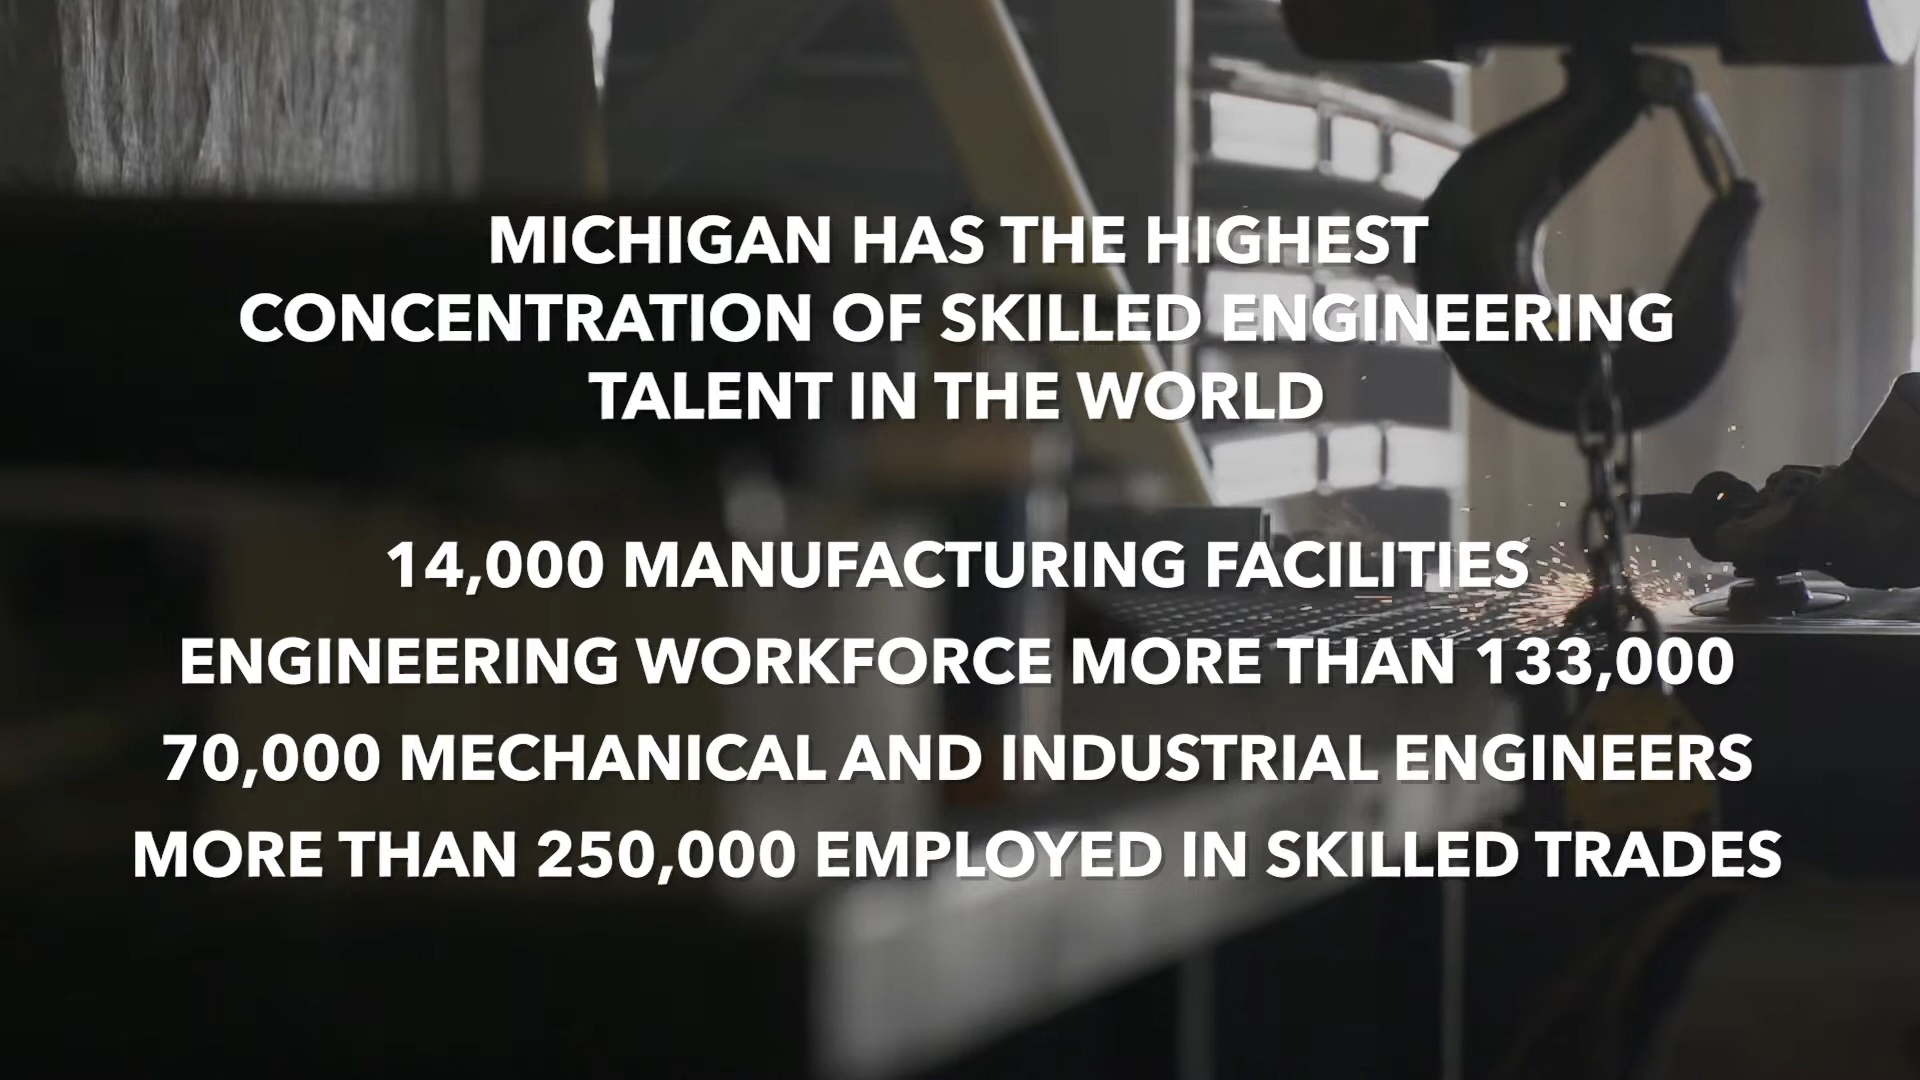 MICHIGAN HAS THE HIGHEST
CONCENTRATION OF SKILLED ENGINEERING
TALENT IN THE WORLD
14,000 MANUFACTURING FACILITIES
ENGINEERING WORKFORCE MORE THAN 133,000
70,000 MECHANICAL AND INDUSTRIAL ENGINEERS
MORE THAN 250,000 EMPLOYED IN SKILLED TRADES